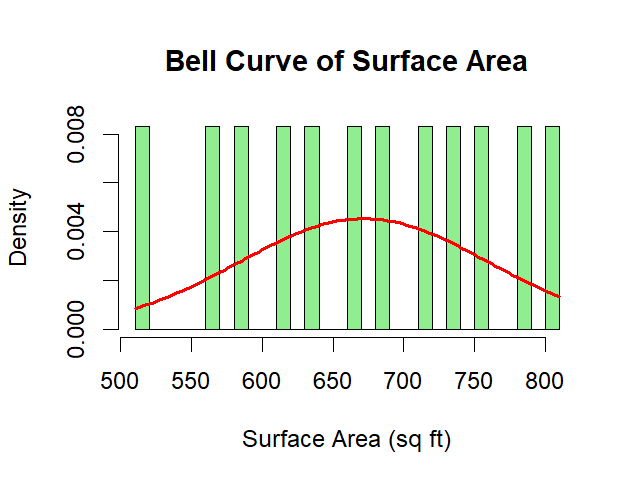 Bell Curve of Surface Area
Density
0.000
0.004
0.008
500 550 600 650 700 750 800
Surface Area (sq ft)